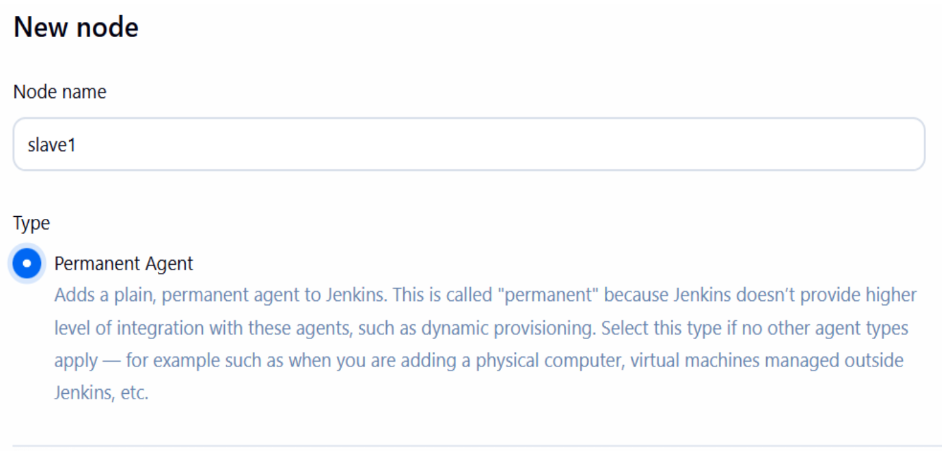 New node
Node name
slave1
Type
Permanent Agent
Adds a plain, permanent agent to Jenkins. This is called "permanent" because Jenkins doesn't provide higher
level of integration with these agents, such as dynamic provisioning. Select this type if no other agent types
apply — for example such as when you are adding a physical computer, virtual machines managed outside
Jenkins, etc.